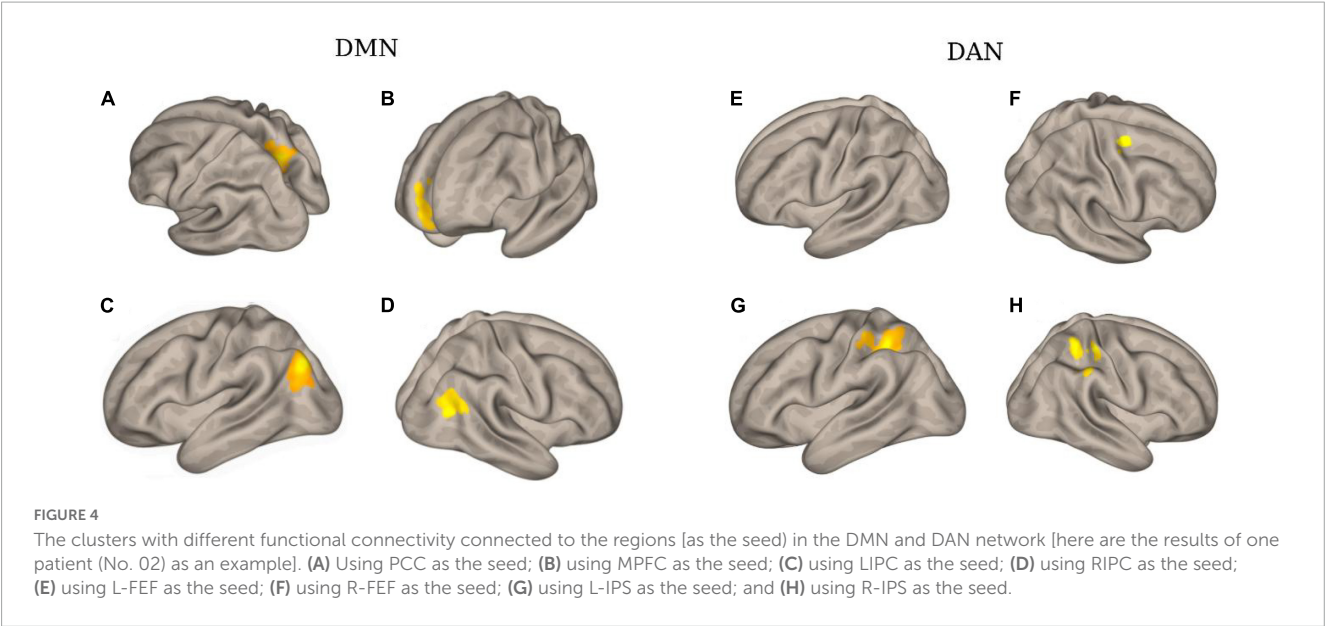 DMN
DAN
A
B
E
F
C
D
G
H
FIGURE 4
The clusters with different functional connectivity connected to the regions [as the seed) in the DMN and DAN network [here are the results of one
patient (No. 02) as an example]. (A) Using PCC as the seed; (B) using MPFC as the seed; (C) using LIPC as the seed; (D) using RIPC as the seed;
(E) using L-FEF as the seed; (F) using R-FEF as the seed; (G) using L-IPS as the seed; and (H) using R-IPS as the seed.